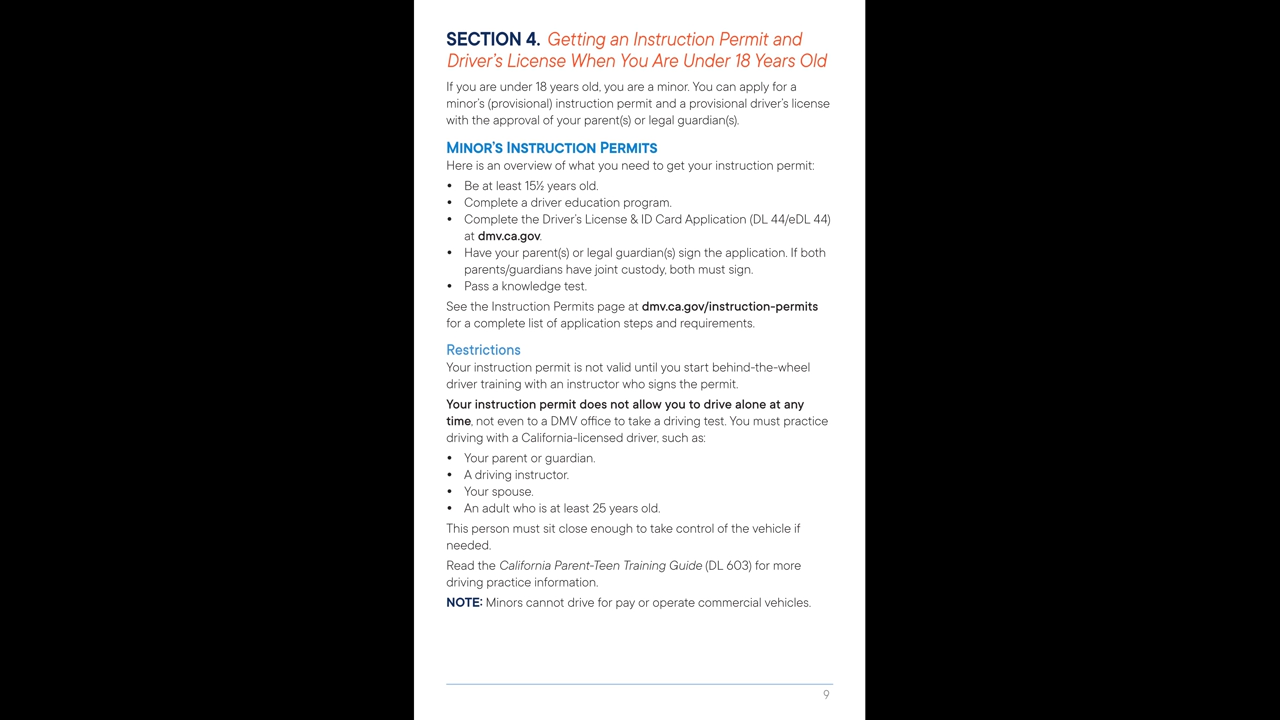 SECTION 4. Getting an Instruction Permit and
Driver's License When You Are Under 18 Years Old
If you are under 18 years old, you are a minor. You can apply for a
minor's (provisional) instruction permit and a provisional driver's license
with the approval of your parent(s) or legal guardian(s).
MINOR'S INSTRUCTION PERMITS
Here is an overview of what you need to get your instruction permit:
• Be at least 15½ years old.
• Complete a driver education program.
• Complete the Driver's License & ID Card Application (DL 44/eDL 44)
at dmv.ca.gov.
• Have your parent(s) or legal guardian(s) sign the application. If both
parents/guardians have joint custody, both must sign.
• Pass a knowledge test.
See the Instruction Permits page at dmv.ca.gov/instruction-permits
for a complete list of application steps and requirements.
Restrictions
Your instruction permit is not valid until you start behind-the-wheel
driver training with an instructor who signs the permit.
Your instruction permit does not allow you to drive alone at any
time, not even to a DMV office to take a driving test. You must practice
driving with a California-licensed driver, such as:
• Your parent or guardian.
• A driving instructor.
• Your spouse.
• An adult who is at least 25 years old.
This person must sit close enough to take control of the vehicle if
needed.
Read the California Parent-Teen Training Guide (DL 603) for more
driving practice information.
NOTE: Minors cannot drive for pay or operate commercial vehicles.
9